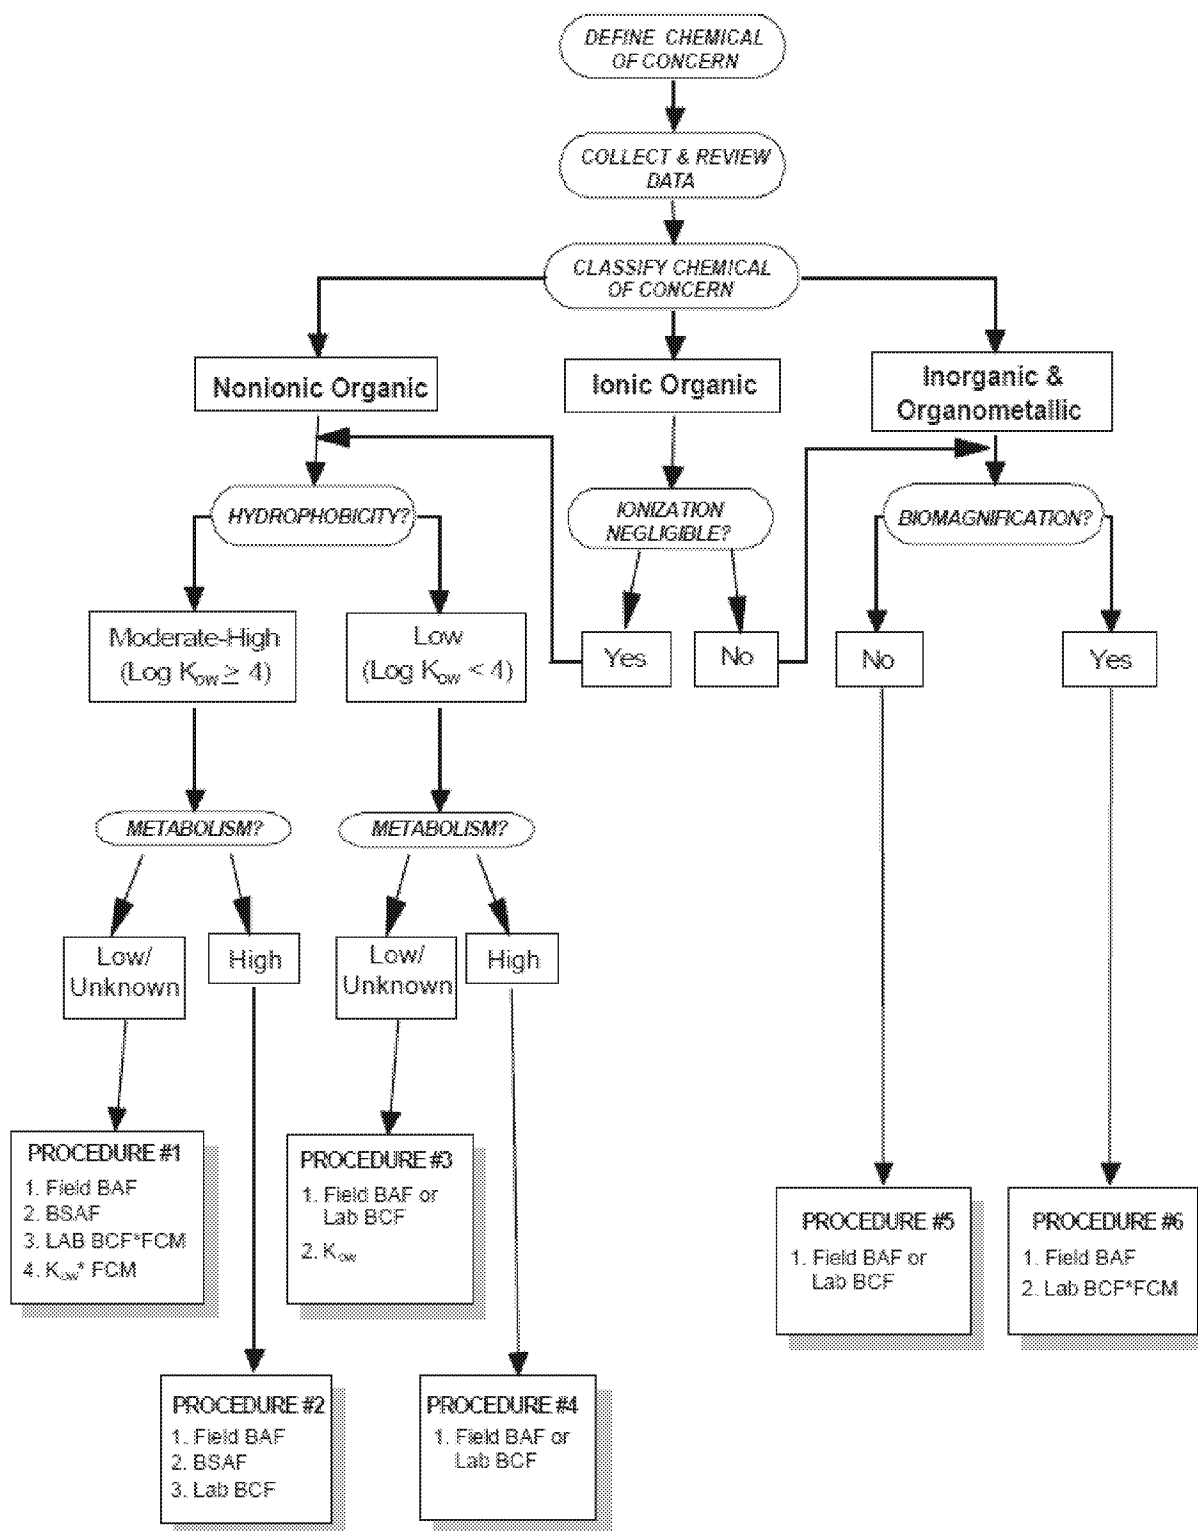 DEFINE CHEMICAL
OF CONCERN
COLLECT & REVIEW
DATA
CLASSIFY CHEMICAL
OF CONCERN
Nonionic Organic
Ionic Organic
Inorganic &
Organometallic
HYDROPHOBICITY?
IONIZATION
NEGLIGIBLE?
BIOMAGNIFICATION?
Moderate-High
(Log Kow ≥ 4)
Low
(Log Kow < 4)
Yes
No
No
Yes
METABOLISM?
METABOLISM?
Low/
Unknown
High
Low/
Unknown
High
PROCEDURE #1
1. Field BAF
2. BSAF
3. LAB BCF*FCM
4. Kow* FCM
PROCEDURE #3
1. Field BAF or
Lab BCF
2. Kow
PROCEDURE #5
1. Field BAF or
Lab BCF
PROCEDURE #6
1. Field BAF
2. Lab BCF*FCM
PROCEDURE #2
1. Field BAF
2. BSAF
3. Lab BCF
PROCEDURE #4
1. Field BAF or
Lab BCF